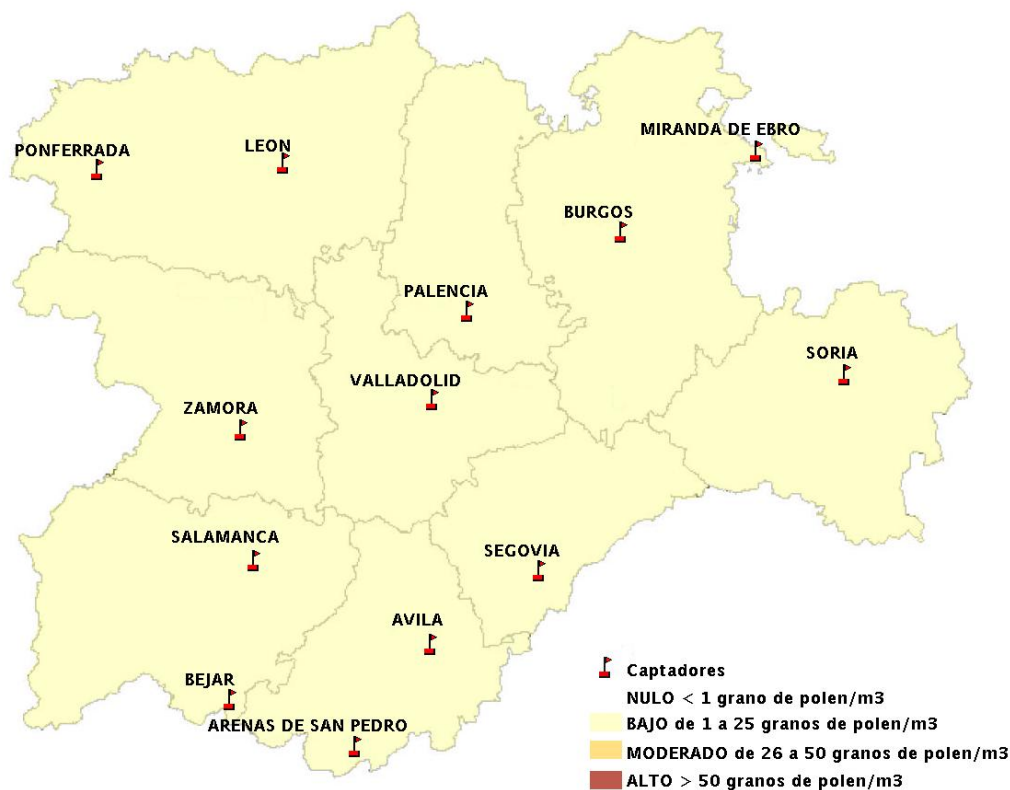 MIRANDA DE EBRO
PONFERRADA
LEON
BURGOS
PALENCIA
SORIA
VALLADOLID
ZAMORA
SALAMANCA
SEGOVIA
AVILA
BEJAR
ARENAS DE SAN PEDRO
Captadores
NULO < 1 grano de polen/m3
BAJO de 1 a 25 granos de polen/m3
MODERADO de 26 a 50 granos de polen/m3
ALTO > 50 granos de polen/m3